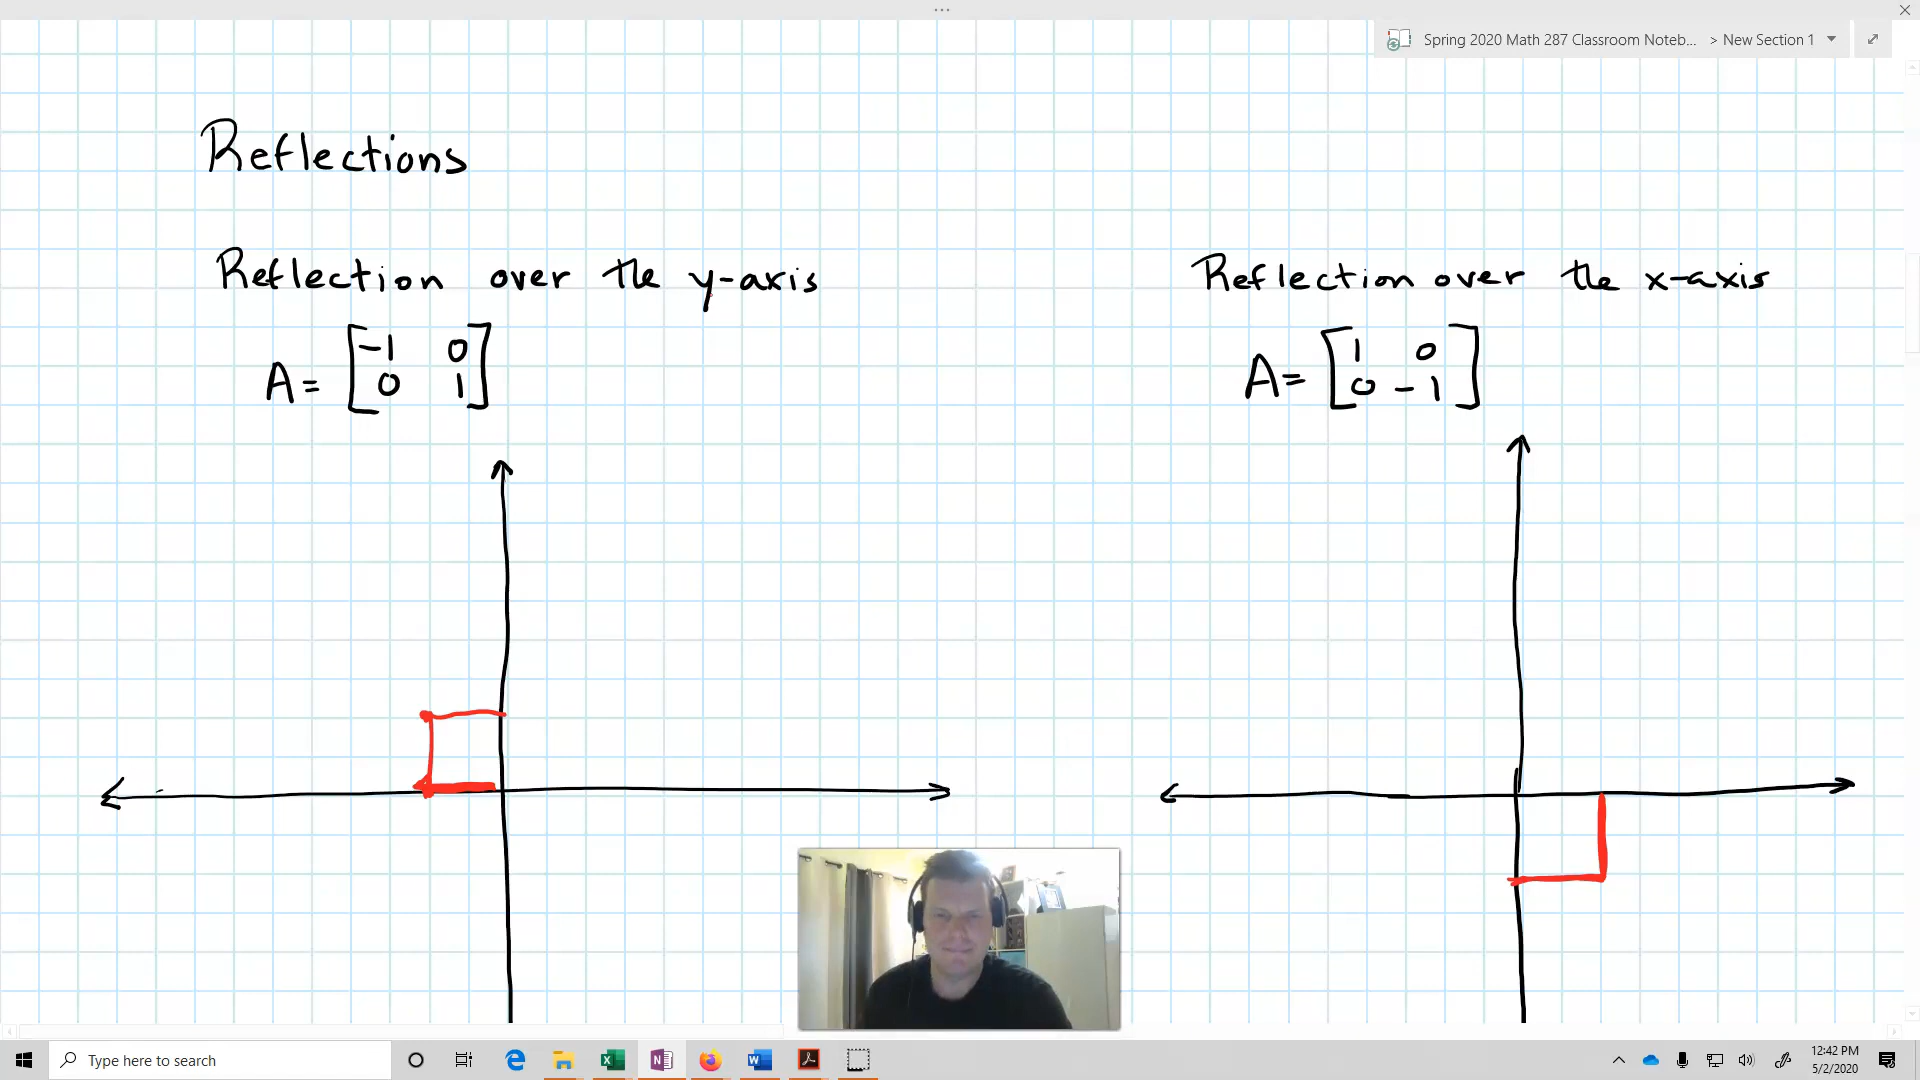 Spring 2020 Math 287 Classroom Noteb... > New Section 1
Reflections
Reflection over the y-axis
A = [-1 0
0 1]
Reflection over the x-axis
A = [1 0
0 -1]
Type here to search
12:42 PM
5/2/2020